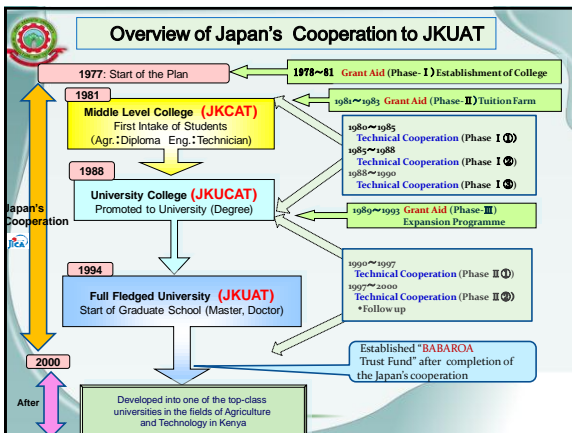 Overview of Japan's Cooperation to JKUAT
1977: Start of the Plan
1978~81 Grant Aid (Phase-Ⅰ) Establishment of College
1981
Middle Level College (JKCAT)
First Intake of Students
(Agr.:Diploma Eng.:Technician)
1981~1983 Grant Aid (Phase-Ⅱ) Tuition Farm
1980~1985
Technical Cooperation (Phase Ⅰ①)
1985~1988
Technical Cooperation (Phase Ⅰ②)
1988~1990
Technical Cooperation (Phase Ⅰ③)
1988
University College (JKUCAT)
Promoted to University (Degree)
1989~1993 Grant Aid (Phase-Ⅲ)
Expansion Programme
Japan's
Cooperation
JICA
1990~1997
Technical Cooperation (Phase Ⅱ①)
1997~2000
Technical Cooperation (Phase Ⅱ②)
•Follow up
1994
Full Fledged University (JKUAT)
Start of Graduate School (Master, Doctor)
Established "BABAROA
Trust Fund" after completion of
the Japan's cooperation
2000
After
Developed into one of the top-class
universities in the fields of Agriculture
and Technology in Kenya